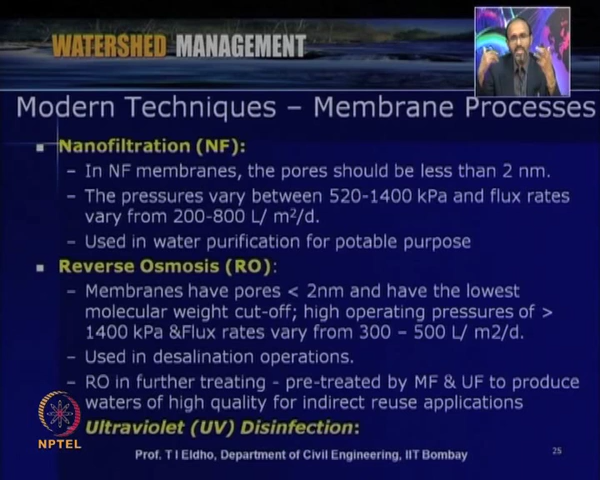 WATERSHED MANAGEMENT
Modern Techniques – Membrane Processes
▪ Nanofiltration (NF):
– In NF membranes, the pores should be less than 2 nm.
– The pressures vary between 520-1400 kPa and flux rates
vary from 200-800 L/ m²/d.
– Used in water purification for potable purpose
▪ Reverse Osmosis (RO):
– Membranes have pores < 2nm and have the lowest
molecular weight cut-off; high operating pressures of >
1400 kPa &Flux rates vary from 300 – 500 L/ m2/d.
– Used in desalination operations.
– RO in further treating - pre-treated by MF & UF to produce
waters of high quality for indirect reuse applications
Ultraviolet (UV) Disinfection:
NPTEL
Prof. T I Eldho, Department of Civil Engineering, IIT Bombay
25